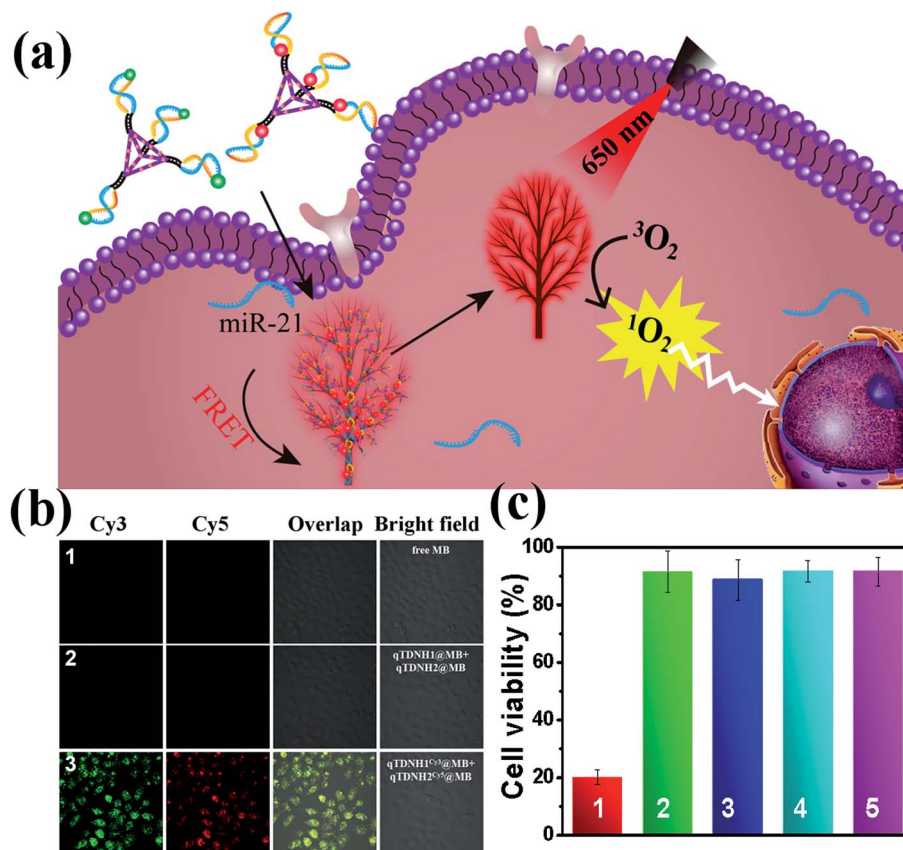 (a)
650 nm
³O₂
¹O₂
miR-21
FRET
(b)
Cy3 Cy5 Overlap Bright field
1
free MB
2
qTDNH1@MB+
qTDNH2@MB
3
qTDNH1ᶜʸ³@MB+
qTDNH2ᶜʸ⁵@MB
(c)
Cell viability (%)
100
80
60
40
20
0
1 2 3 4 5